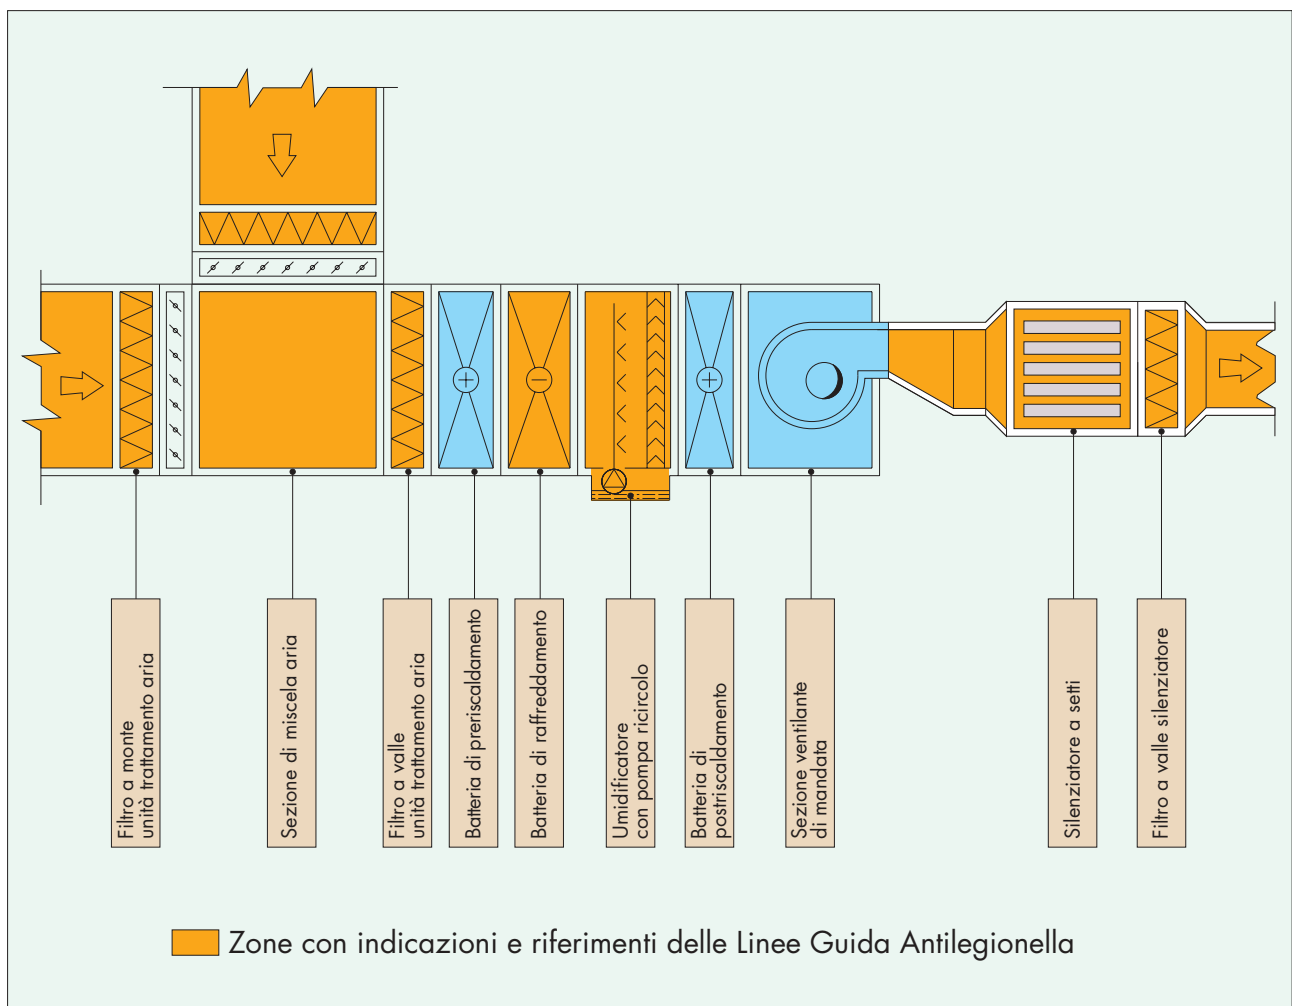 Filtro a monte
unità trattamento aria
Sezione di miscela aria
Filtro a valle
unità trattamento aria
Batteria di preriscaldamento
Batteria di raffreddamento
Umidificatore
con pompa ricircolo
Batteria di
postriscaldamento
Sezione ventilante
di mandata
Silenziatore a setti
Filtro a valle silenziatore
Zone con indicazioni e riferimenti delle Linee Guida Antilegionella